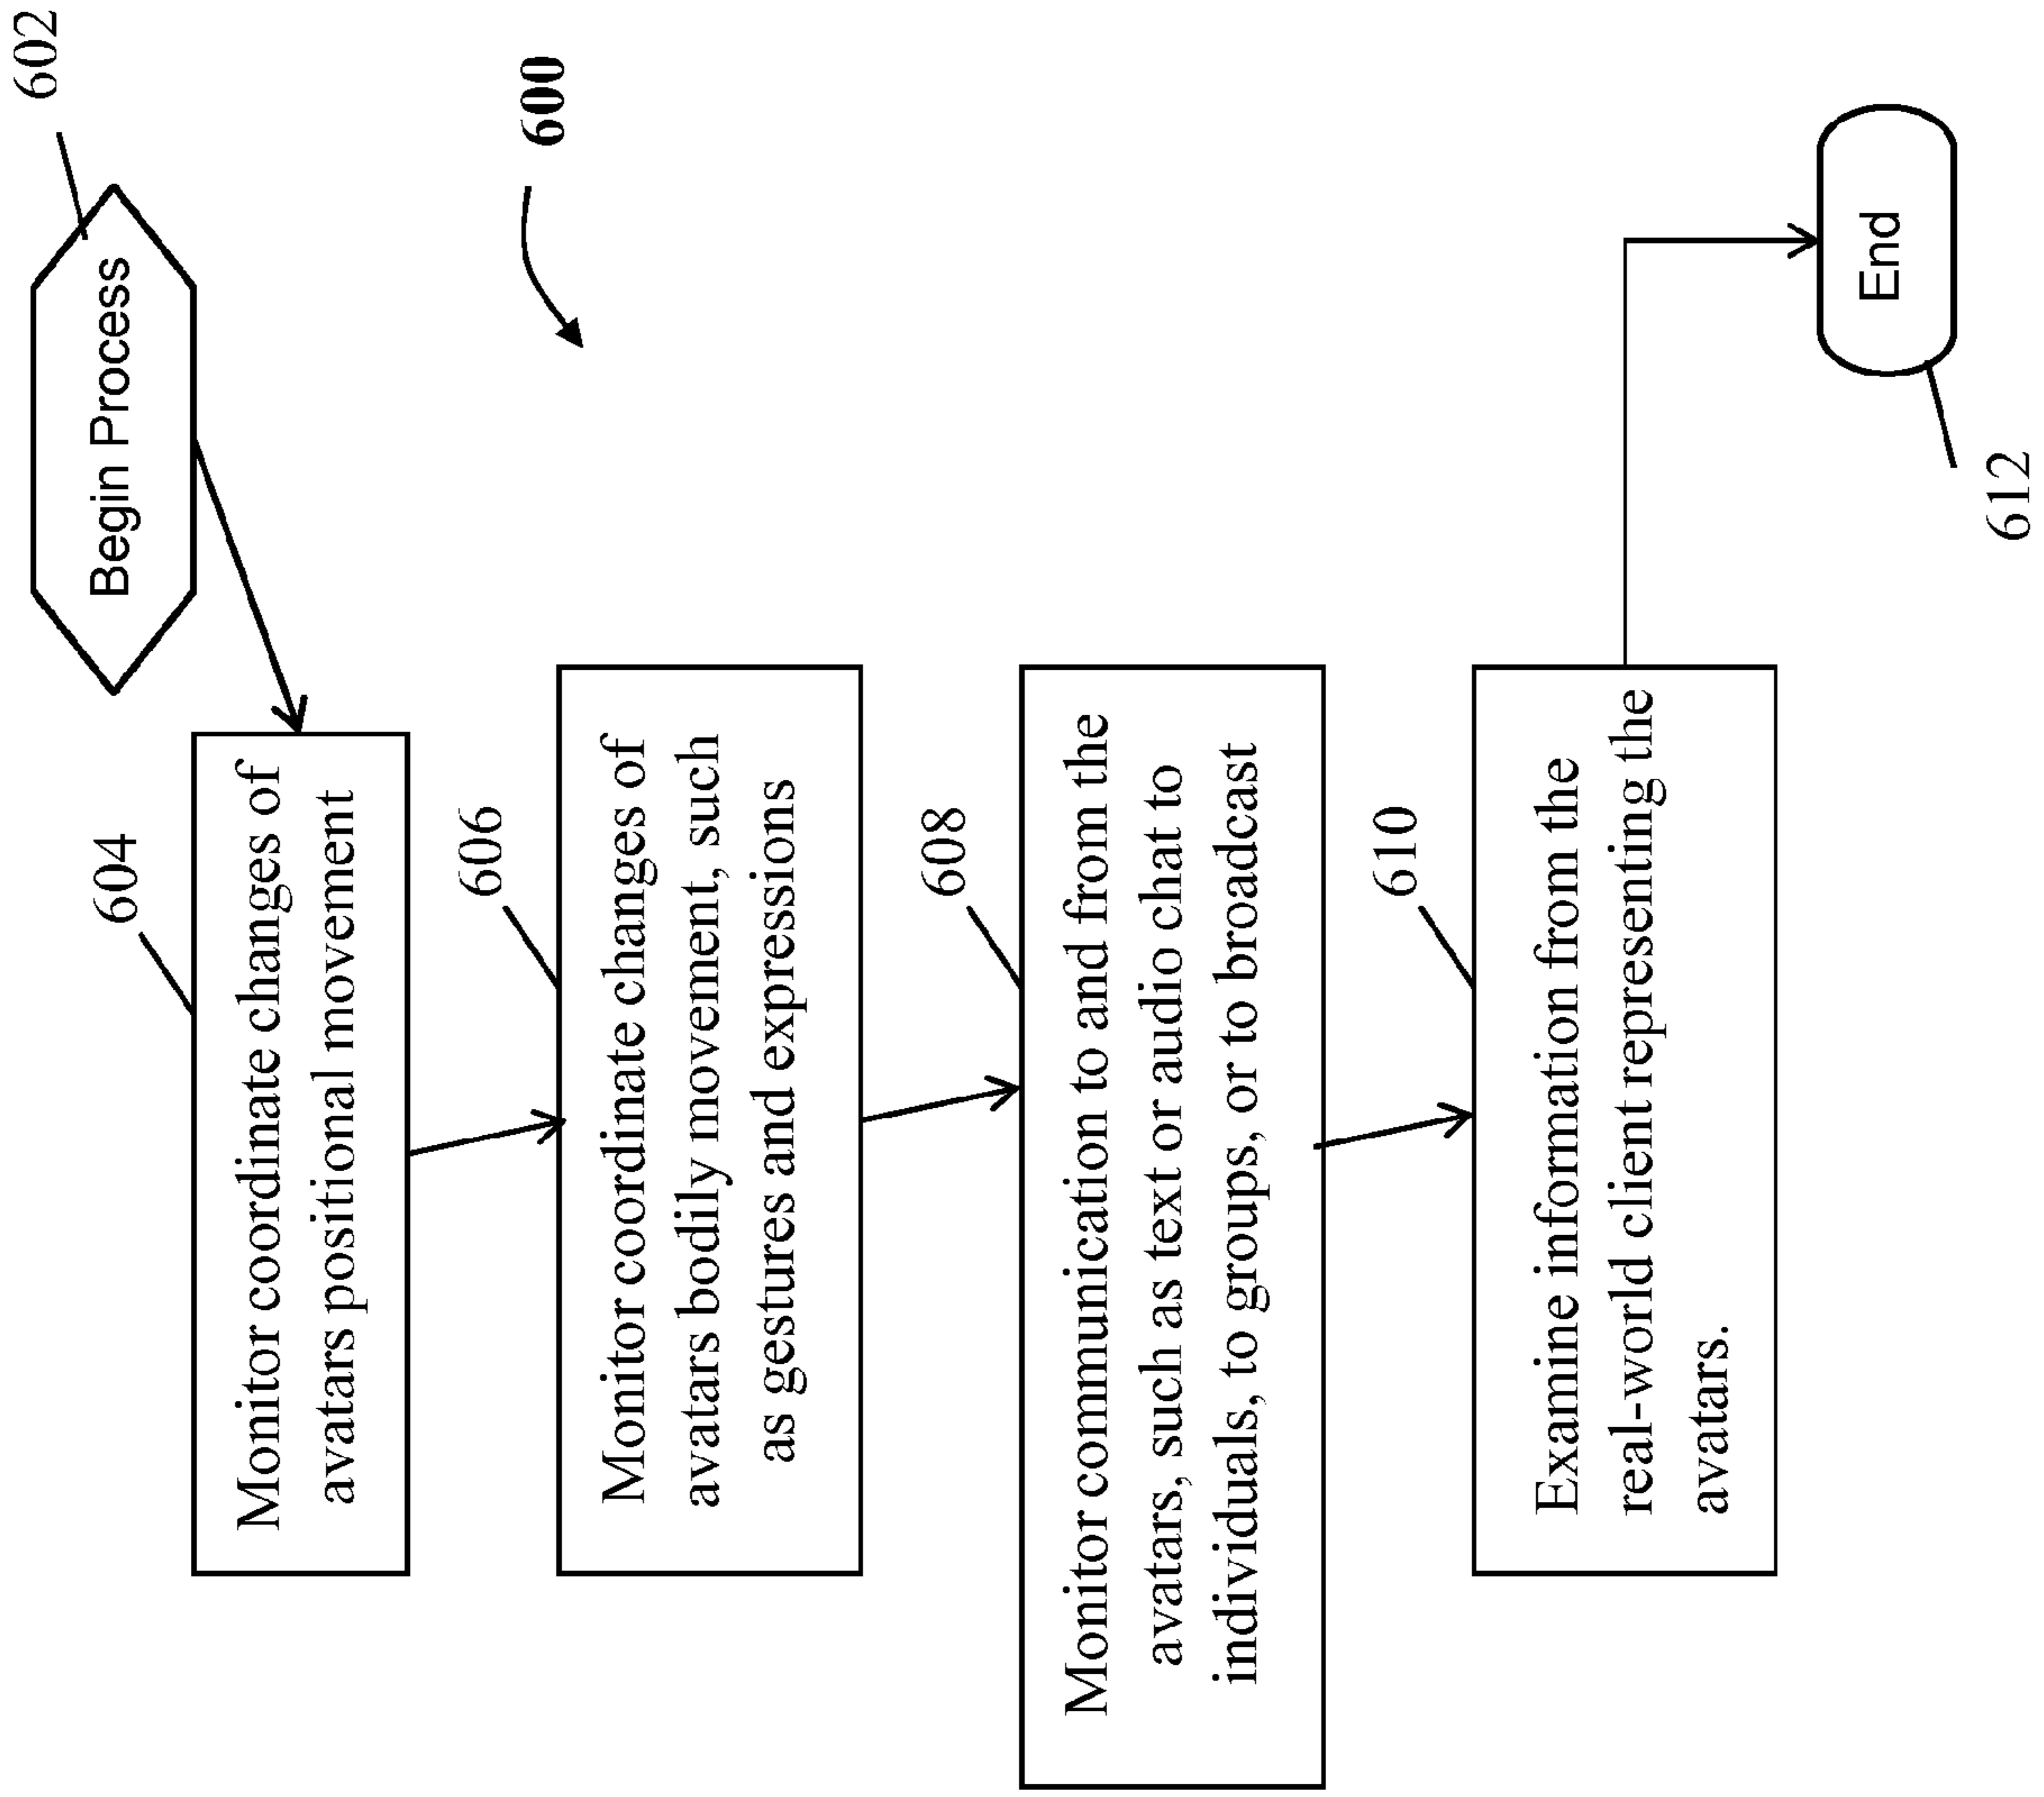 602
Begin Process
600
604
Monitor coordinate changes of
avatars positional movement
606
Monitor coordinate changes of
avatars bodily movement, such
as gestures and expressions
608
Monitor communication to and from the
avatars, such as text or audio chat to
individuals, to groups, or to broadcast
610
Examine information from the
real-world client representing the
avatars.
End
612